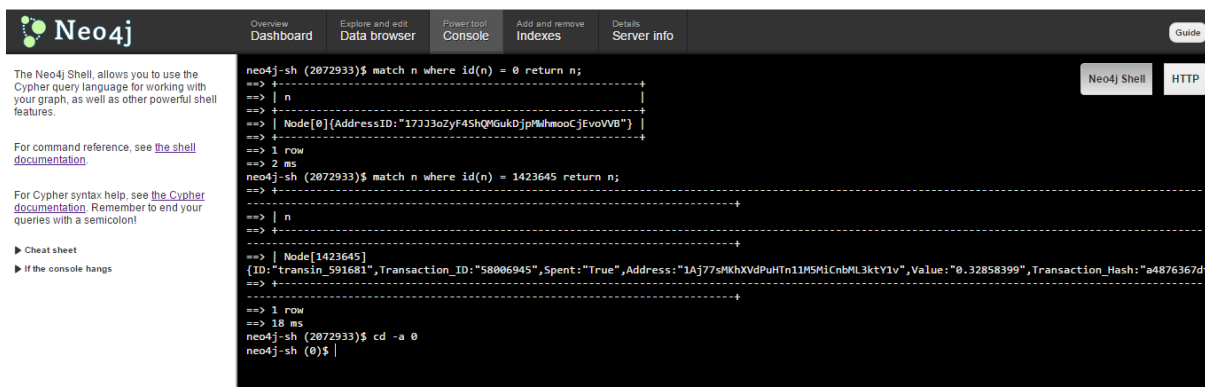 Neo4j
Overview
Dashboard
Explore and edit
Data browser
Power tool
Console
Add and remove
Indexes
Details
Server info
Guide
The Neo4j Shell, allows you to use the
Cypher query language for working with
your graph, as well as other powerful shell
features.
For command reference, see the shell
documentation.
For Cypher syntax help, see the Cypher
documentation. Remember to end your
queries with a semicolon!
Cheat sheet
If the console hangs
Neo4j Shell
HTTP
neo4j-sh (2072933)$ match n where id(n) = 0 return n;
==> +-----------------------------------------------------+
==> | n |
==> +-----------------------------------------------------+
==> | Node[0]{AddressID:"17JJ3oZyF4ShQMGukDjpMWhmooCjEvoVVB"} |
==> +-----------------------------------------------------+
==> 1 row
==> 2 ms
neo4j-sh (2072933)$ match n where id(n) = 1423645 return n;
==> +-----------------------------------------------------
-----------------------------------------------------+
==> | n
==> +-----------------------------------------------------
-----------------------------------------------------+
==> | Node[1423645]
{ID:"transin_591681",Transaction_ID:"58006945",Spent:"True",Address:"1Aj77sMKhXVdPuHTn11M5MiCnbML3ktY1v",Value:"0.32858399",Transaction_Hash:"a4876367d
==> +-----------------------------------------------------
-----------------------------------------------------+
==> 1 row
==> 18 ms
neo4j-sh (2072933)$ cd -a 0
neo4j-sh (0)$